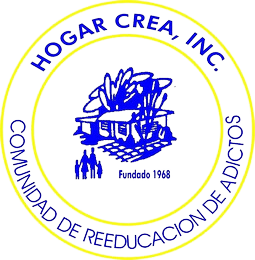 HOGAR CREA, INC.
Fundado 1968
COMUNIDAD DE REEDUCACION DE ADICTOS